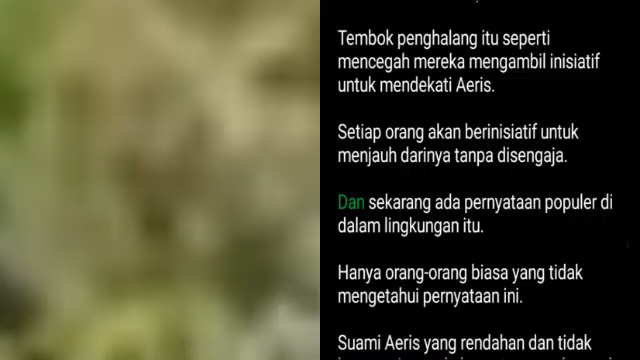 Tembok penghalang itu seperti
mencegah mereka mengambil inisiatif
untuk mendekati Aeris.
Setiap orang akan berinisiatif untuk
menjauh darinya tanpa disengaja.
Dan sekarang ada pernyataan populer di
dalam lingkungan itu.
Hanya orang-orang biasa yang tidak
mengetahui pernyataan ini.
Suami Aeris yang rendahan dan tidak